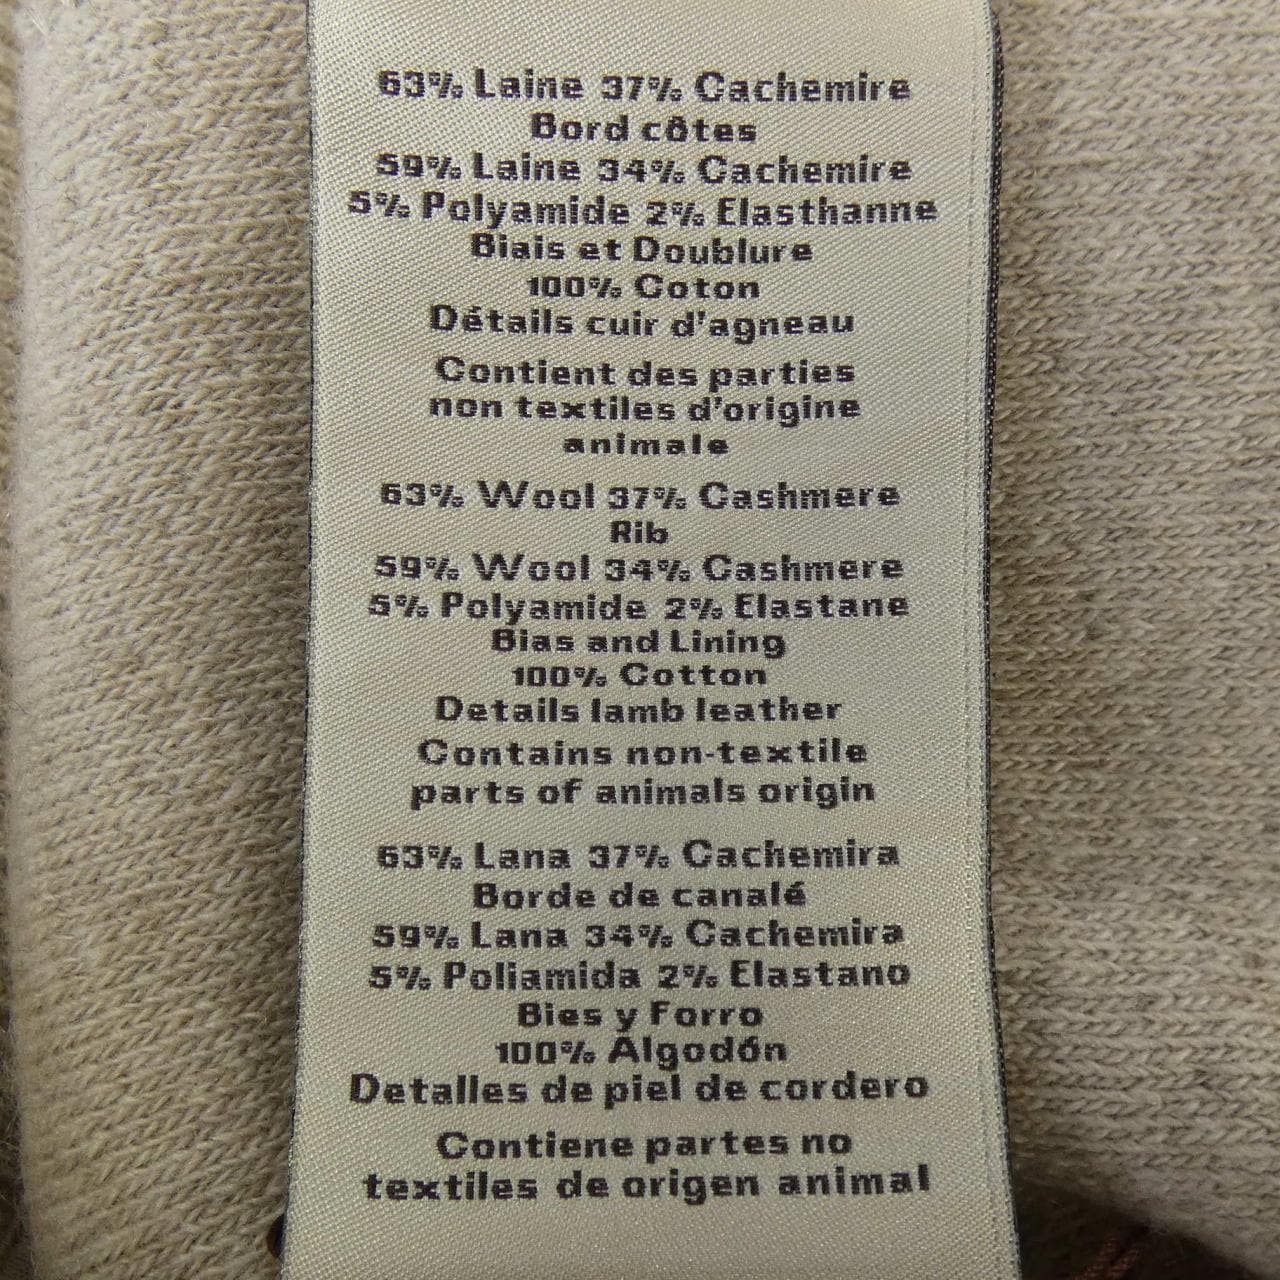 63% Laine 37% Cachemire
Bord côtes
59% Laine 34% Cachemire
5% Polyamide 2% Elasthanne
Biais et Doublure
100% Coton
Détails cuir d'agneau
Contient des parties
non textiles d'origine
animale
63% Wool 37% Cashmere
Rib
59% Wool 34% Cashmere
5% Polyamide 2% Elastane
Bias and Lining
100% Cotton
Details lamb leather
Contains non-textile
parts of animals origin
63% Lana 37% Cachemira
Borde de canalé
59% Lana 34% Cachemira
5% Poliamida 2% Elastano
Bies y Forro
100% Algodón
Detalles de piel de cordero
Contiene partes no
textiles de origen animal